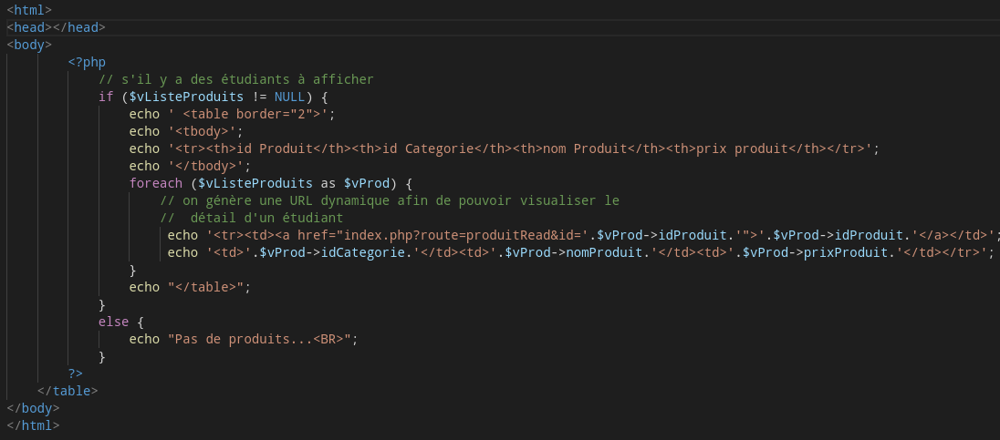 <html>
<head></head>
<body>
<?php
// s'il y a des étudiants à afficher
if ($vListeProduits != NULL) {
echo ' <table border="2">';
echo '<tbody>';
echo '<tr><th>id Produit</th><th>id Categorie</th><th>nom Produit</th><th>prix produit</th></tr>';
echo '</tbody>';
foreach ($vListeProduits as $vProd) {
// on génère une URL dynamique afin de pouvoir visualiser le
//  détail d'un étudiant
echo '<tr><td><a href="index.php?route=produitRead&id='.$vProd->idProduit.'">'.$vProd->idProduit.'</a></td>';
echo '<td>'.$vProd->idCategorie.'</td><td>'.$vProd->nomProduit.'</td><td>'.$vProd->prixProduit.'</td></tr>';
}
echo "</table>";
}
else {
echo "Pas de produits...<BR>";
}
?>
</table>
</body>
</html>